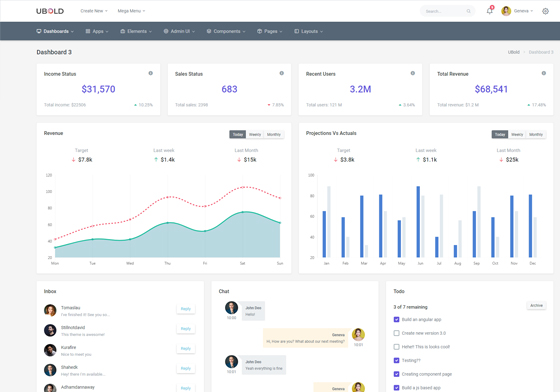 UBOLD
Create New
Mega Menu
Search...
9
Geneva
Dashboards
Apps
Elements
Admin UI
Components
Pages
Layouts
Dashboard 3
UBold
Dashboard 3
Income Status
$31,570
Total income: $22506
10.25%
Sales Status
683
Total sales: 2398
7.85%
Recent Users
3.2M
Total users: 121 M
3.64%
Total Revenue
$68,541
Total revenue: $1.2 M
17.48%
Revenue
Today
Weekly
Monthly
Target
$7.8k
Last week
$1.4k
Last Month
$15k
120
100
80
60
40
20
Mon
Tue
Wed
Thu
Fri
Sat
Sun
Projections Vs Actuals
Today
Weekly
Monthly
Target
$3.8k
Last week
$1.1k
Last Month
$25k
100
80
60
40
20
Jan
Feb
Mar
Apr
May
Jun
Jul
Aug
Sep
Oct
Nov
Dec
Inbox
Tomaslau
I've finished it! See you so...
Reply
Stillnotdavid
This theme is awesome!
Reply
Kurafire
Nice to meet you
Reply
Shahedk
Hey! there I'm available...
Reply
Adhamdannaway
Chat
John Deo
Hello!
10:00
Geneva
Hi, How are you? What about our next meeting?
10:01
John Deo
Yeah everything is fine
10:01
Geneva
Todo
3 of 7 remaining
Archive
Build an angular app
Create new version 3.0
Hehe!! This looks cool!
Testing??
Creating component page
Build a js based app